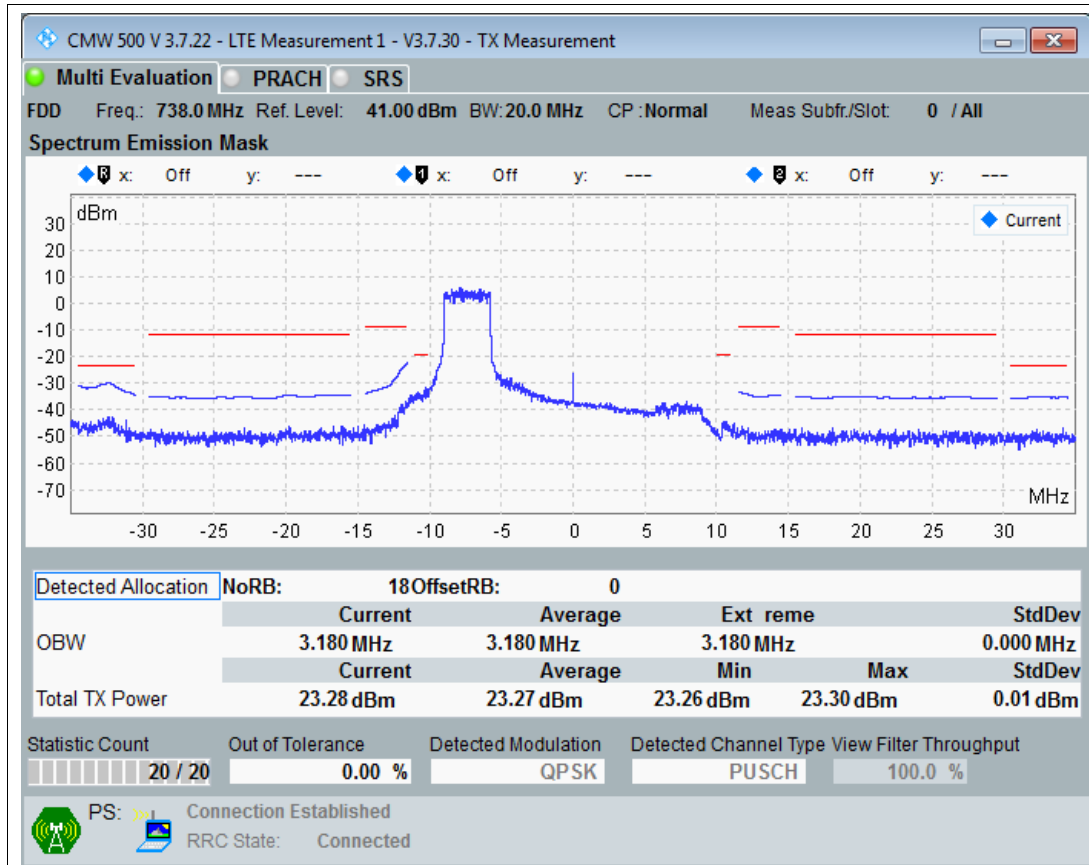 CMW 500 V 3.7.22 - LTE Measurement 1 - V3.7.30 - TX Measurement
Multi Evaluation PRACH SRS
FDD Freq.: 738.0 MHz Ref. Level: 41.00 dBm BW: 20.0 MHz CP : Normal Meas Subfr./Slot: 0 / All
Spectrum Emission Mask
R x: Off y: --- 1 x: Off y: --- 2 x: Off y: ---
dBm
Current
30
20
10
0
-10
-20
-30
-40
-50
-60
-70
MHz
-30 -25 -20 -15 -10 -5 0 5 10 15 20 25 30
Detected Allocation NoRB: 18 OffsetRB: 0
Current Average Ext reme StdDev
OBW 3.180 MHz 3.180 MHz 3.180 MHz 0.000 MHz
Current Average Min Max StdDev
Total TX Power 23.28 dBm 23.27 dBm 23.26 dBm 23.30 dBm 0.01 dBm
Statistic Count Out of Tolerance Detected Modulation Detected Channel Type View Filter Throughput
20 / 20 0.00 % QPSK PUSCH 100.0 %
PS: Connection Established
RRC State: Connected